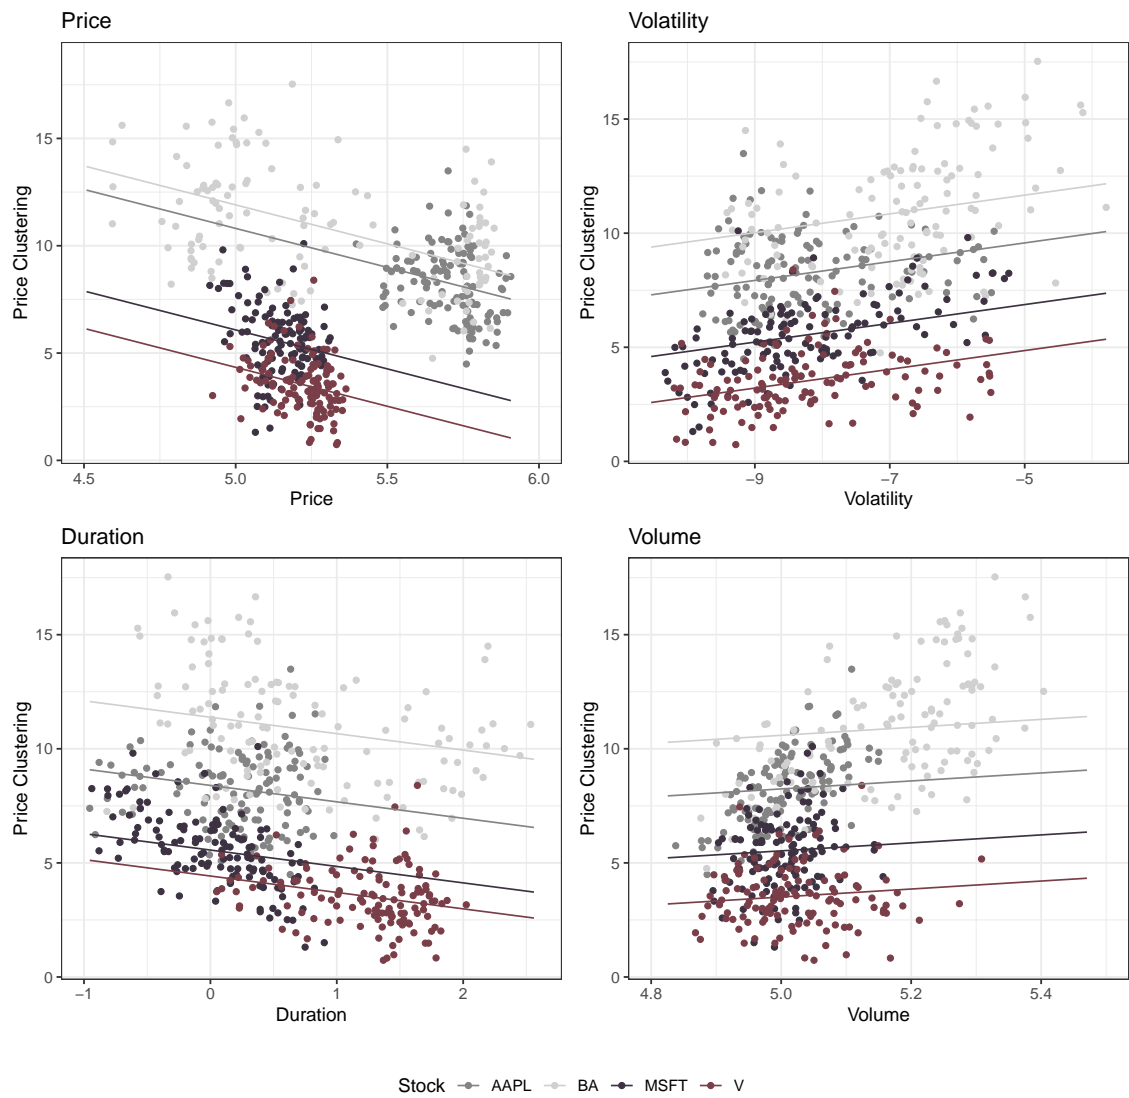 Price
Volatility
Price Clustering
15
10
5
0
4.5 5.0 5.5 6.0
Price
Price Clustering
15
10
5
0
−9 −7 −5
Volatility
Duration
Volume
Price Clustering
15
10
5
0
−1 0 1 2
Duration
Price Clustering
15
10
5
0
4.8 5.0 5.2 5.4
Volume
Stock AAPL BA MSFT V